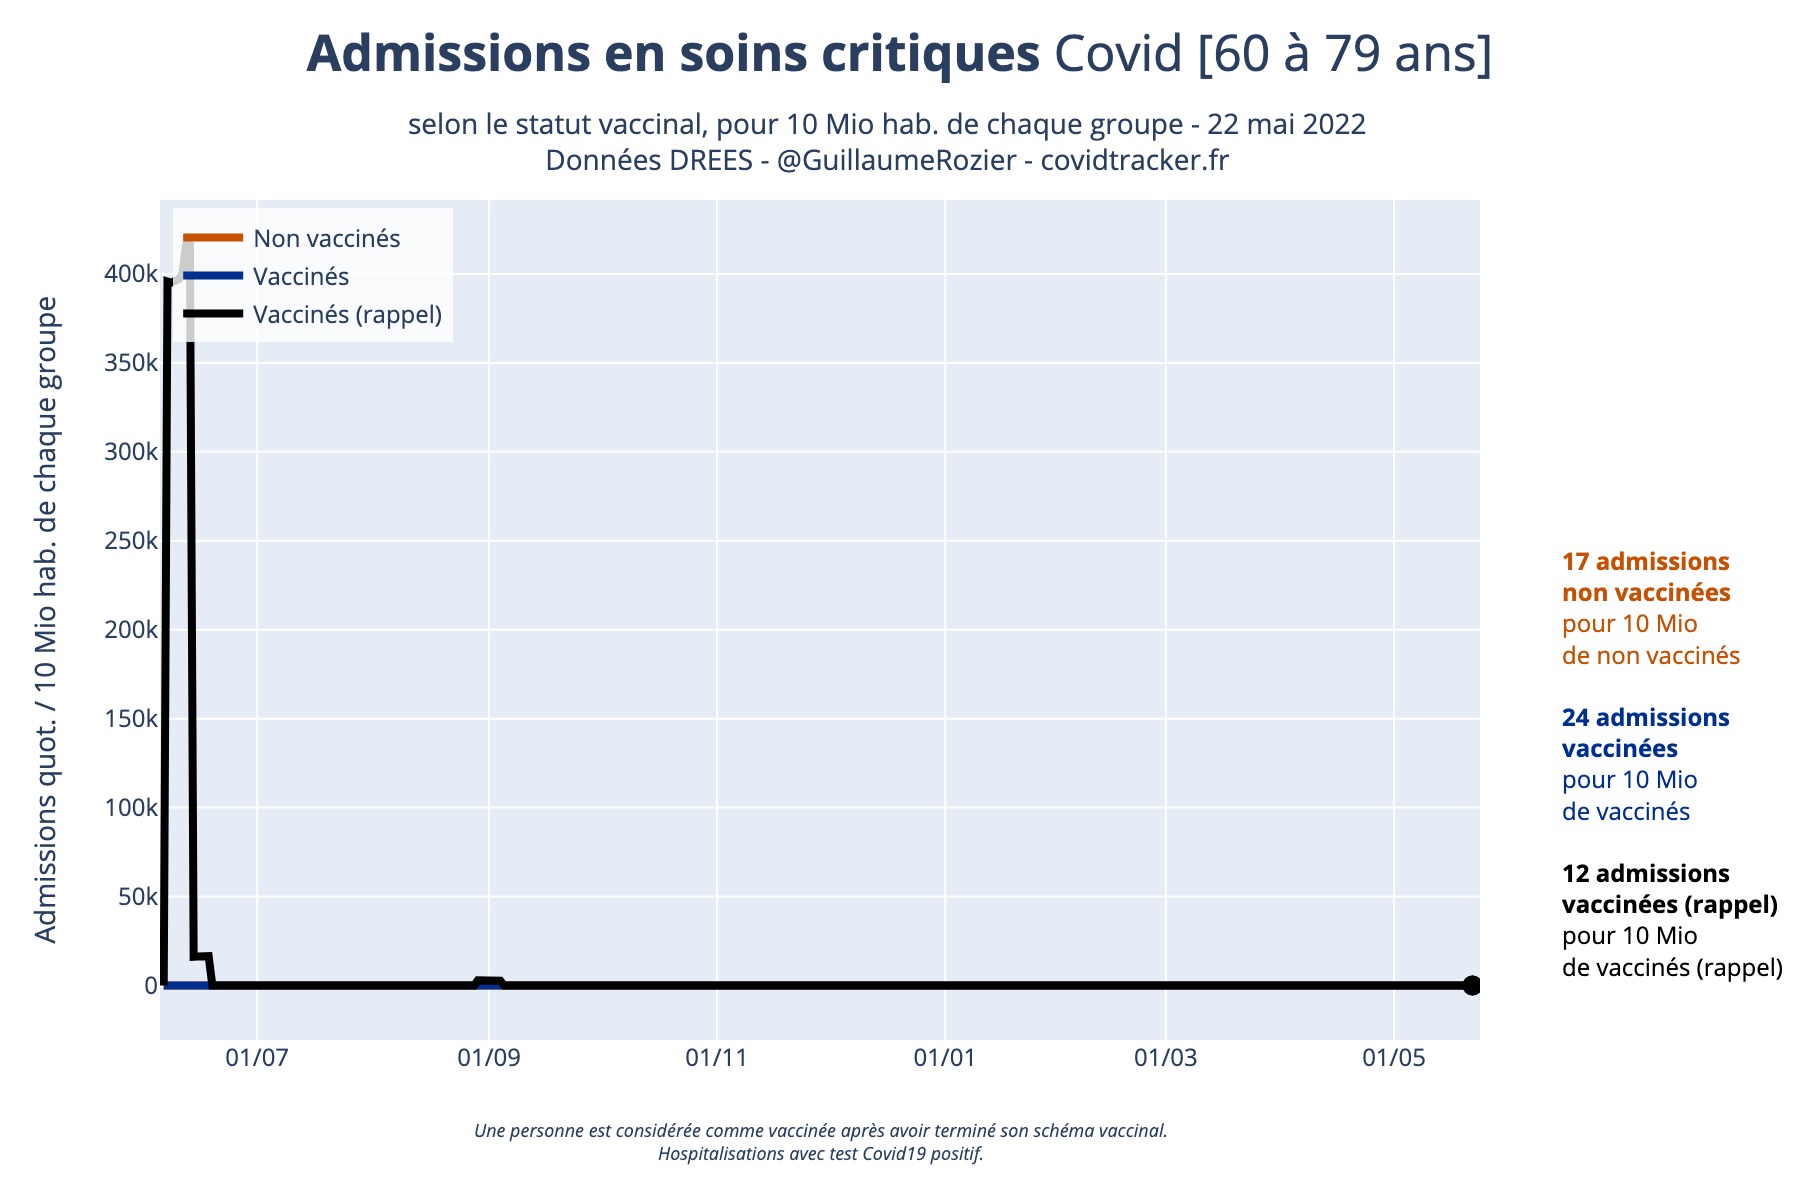 Admissions en soins critiques Covid [60 à 79 ans]
selon le statut vaccinal, pour 10 Mio hab. de chaque groupe - 22 mai 2022
Données DREES - @GuillaumeRozier - covidtracker.fr
Admissions quot. / 10 Mio hab. de chaque groupe
Non vaccinés
Vaccinés
Vaccinés (rappel)
400k
350k
300k
250k
200k
150k
100k
50k
0
01/07
01/09
01/11
01/01
01/03
01/05
17 admissions
non vaccinées
pour 10 Mio
de non vaccinés
24 admissions
vaccinées
pour 10 Mio
de vaccinés
12 admissions
vaccinées (rappel)
pour 10 Mio
de vaccinés (rappel)
Une personne est considérée comme vaccinée après avoir terminé son schéma vaccinal.
Hospitalisations avec test Covid19 positif.